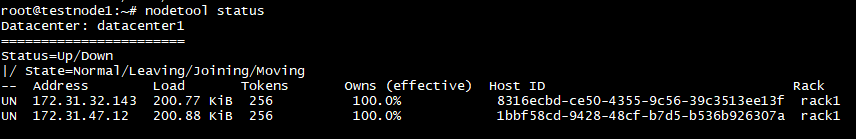 root@testnode1:~# nodetool status
Datacenter: datacenter1
=======================
Status=Up/Down
|/ State=Normal/Leaving/Joining/Moving
--  Address        Load        Tokens       Owns (effective)  Host ID                               Rack
UN  172.31.32.143  200.77 KiB  256          100.0%            8316ecbd-ce50-4355-9c56-39c3513ee13f  rack1
UN  172.31.47.12   200.88 KiB  256          100.0%            1bbf58cd-9428-48cf-b7d5-b536b926307a  rack1